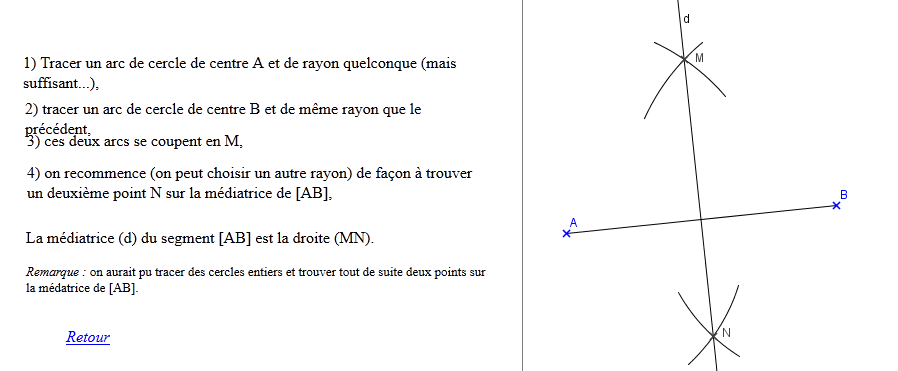 1) Tracer un arc de cercle de centre A et de rayon quelconque (mais
suffisant...),
2) tracer un arc de cercle de centre B et de même rayon que le
précédent,
3) ces deux arcs se coupent en M,
4) on recommence (on peut choisir un autre rayon) de façon à trouver
un deuxième point N sur la médiatrice de [AB],
La médiatrice (d) du segment [AB] est la droite (MN).
Remarque : on aurait pu tracer des cercles entiers et trouver tout de suite deux points sur
la médatrice de [AB].
Retour
d
M
B
A
N